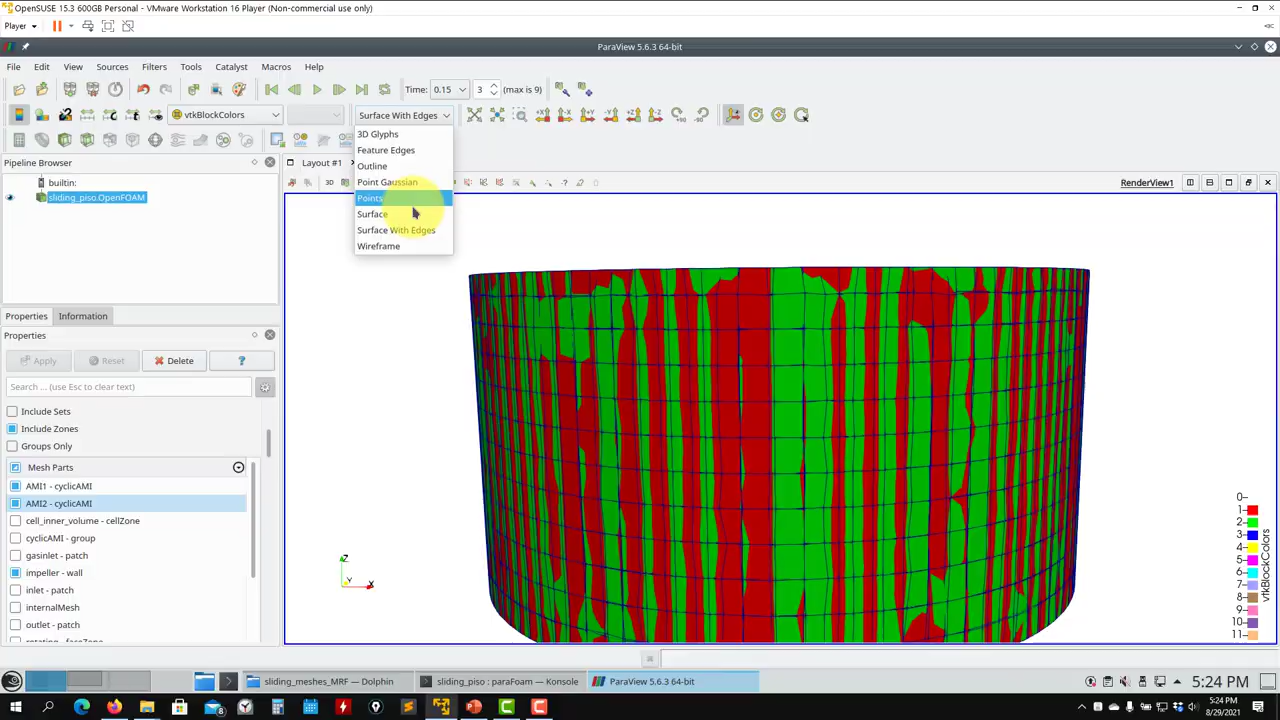 OpenSUSE 15.3 600GB Personal - VMware Workstation 16 Player (Non-commercial use only)
Player
ParaView 5.6.3 64-bit
File Edit View Sources Filters Tools Catalyst Macros Help
Time: 0.15 3 (max is 9)
vtkBlockColors
Surface With Edges
3D Glyphs
Feature Edges
Outline
Point Gaussian
Points
Surface
Surface With Edges
Wireframe
Pipeline Browser
builtin:
sliding_piso.OpenFOAM
Layout #1
3D
RenderView1
Properties Information
Properties
Apply Reset Delete ?
Search ... (use Esc to clear text)
Include Sets
Include Zones
Groups Only
Mesh Parts
AMI1 - cyclicAMI
AMI2 - cyclicAMI
cell_inner_volume - cellZone
cyclicAMI - group
gasinlet - patch
impeller - wall
inlet - patch
internalMesh
outlet - patch
rotating - faceZone
Z
Y
X
0
1
2
3
4
5
6
7
8
9
10
11
vtkBlockColors
sliding_meshes_MRF — Dolphin
sliding_piso : paraFoam — Konsole
ParaView 5.6.3 64-bit
5:24 PM
5:24 PM
8/29/2021